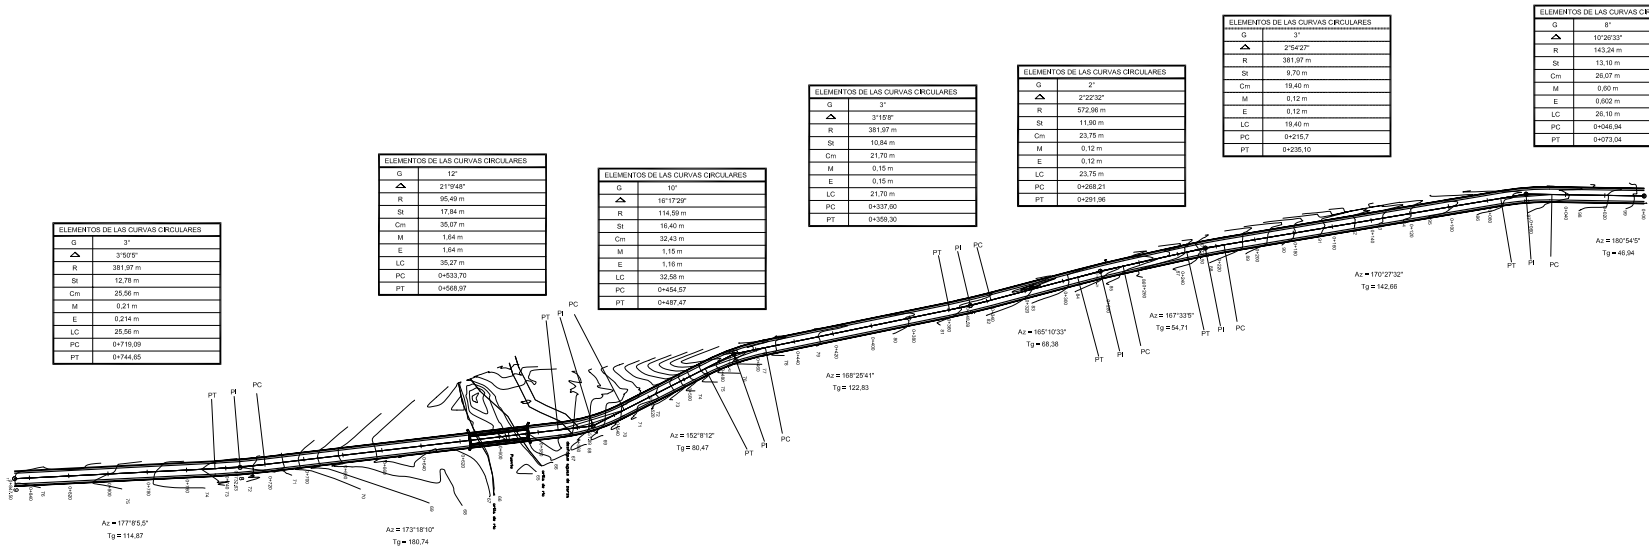 ELEMENTOS DE LAS CURVAS CIRCULARES
G 3°
△ 3°50'5"
R 381,97 m
St 12,78 m
Cm 25,56 m
M 0,21 m
E 0,214 m
LC 25,56 m
PC 0+719,09
PT 0+744,65
ELEMENTOS DE LAS CURVAS CIRCULARES
G 12°
△ 21°9'48"
R 95,49 m
St 17,84 m
Cm 35,07 m
M 1,64 m
E 1,64 m
LC 35,27 m
PC 0+533,70
PT 0+568,97
ELEMENTOS DE LAS CURVAS CIRCULARES
G 10°
△ 16°17'29"
R 114,59 m
St 16,40 m
Cm 32,43 m
M 1,15 m
E 1,16 m
LC 32,58 m
PC 0+454,57
PT 0+487,47
ELEMENTOS DE LAS CURVAS CIRCULARES
G 3°
△ 3°15'8"
R 381,97 m
St 10,84 m
Cm 21,70 m
M 0,15 m
E 0,15 m
LC 21,70 m
PC 0+337,60
PT 0+359,30
ELEMENTOS DE LAS CURVAS CIRCULARES
G 2°
△ 2°22'32"
R 572,96 m
St 11,90 m
Cm 23,75 m
M 0,12 m
E 0,12 m
LC 23,75 m
PC 0+268,21
PT 0+291,96
ELEMENTOS DE LAS CURVAS CIRCULARES
G 3°
△ 2°54'27"
R 381,97 m
St 9,70 m
Cm 19,40 m
M 0,12 m
E 0,12 m
LC 19,40 m
PC 0+215,7
PT 0+235,10
ELEMENTOS DE LAS CURVAS CIR
G 8°
△ 10°26'33"
R 143,24 m
St 13,10 m
Cm 26,07 m
M 0,60 m
E 0,602 m
LC 26,10 m
PC 0+046,94
PT 0+073,04
PT PI PC
PT PI PC
PT PI PC
PT PI PC
PT PI PC
PT PI PC
PT PI PC
Az = 177°8'5,5"
Tg = 114,87
Az = 173°18'10"
Tg = 180,74
Az = 152°8'12"
Tg = 80,47
Az = 168°25'41"
Tg = 122,83
Az = 165°10'33"
Tg = 68,38
Az = 167°33'5"
Tg = 54,71
Az = 170°27'32"
Tg = 142,66
Az = 180°54'5"
Tg = 46,94
Puente